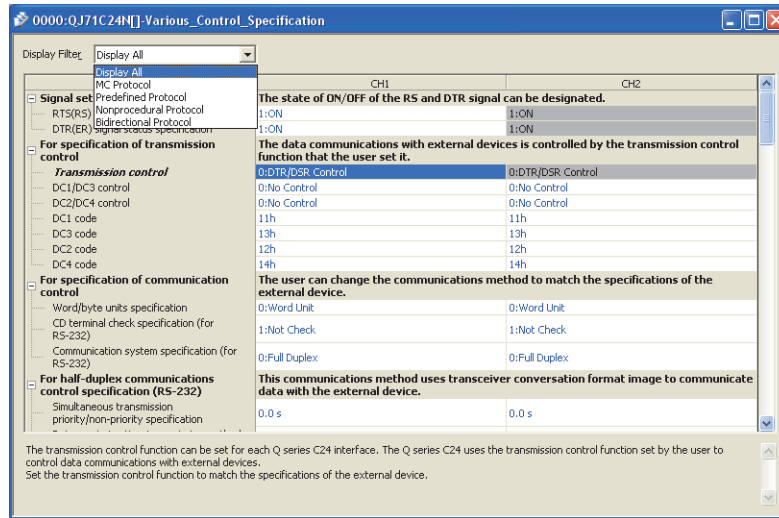 0000:QJ71C24N[]-Various_Control_Specification
Display Filter Display All
Display All
MC Protocol
Predefined Protocol
Nonprocedural Protocol
Bidirectional Protocol
CH1 CH2
Signal set The state of ON/OFF of the RS and DTR signal can be designated.
RTS(RS) 1:ON 1:ON
DTR(ER) signal status specification 1:ON 1:ON
For specification of transmission The data communications with external devices is controlled by the transmission control
control function that the user set it.
Transmission control 0:DTR/DSR Control 0:DTR/DSR Control
DC1/DC3 control 0:No Control 0:No Control
DC2/DC4 control 0:No Control 0:No Control
DC1 code 11h 11h
DC3 code 13h 13h
DC2 code 12h 12h
DC4 code 14h 14h
For specification of communication The user can change the communications method to match the specifications of the
control external device.
Word/byte units specification 0:Word Unit 0:Word Unit
CD terminal check specification (for
RS-232) 1:Not Check 1:Not Check
Communication system specification (for
RS-232) 0:Full Duplex 0:Full Duplex
For half-duplex communications This communications method uses transceiver conversation format image to communicate
control specification (RS-232) data with the external device.
Simultaneous transmission
priority/non-priority specification 0.0 s 0.0 s
The transmission control function can be set for each Q series C24 interface. The Q series C24 uses the transmission control function set by the user to
control data communications with external devices.
Set the transmission control function to match the specifications of the external device.